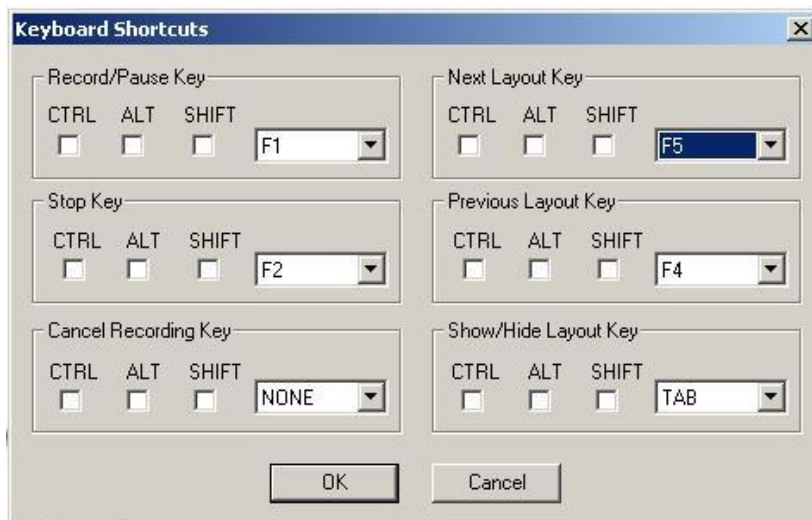 Keyboard Shortcuts
Record/Pause Key
CTRL ALT SHIFT
F1
Next Layout Key
CTRL ALT SHIFT
F5
Stop Key
CTRL ALT SHIFT
F2
Previous Layout Key
CTRL ALT SHIFT
F4
Cancel Recording Key
CTRL ALT SHIFT
NONE
Show/Hide Layout Key
CTRL ALT SHIFT
TAB
OK Cancel